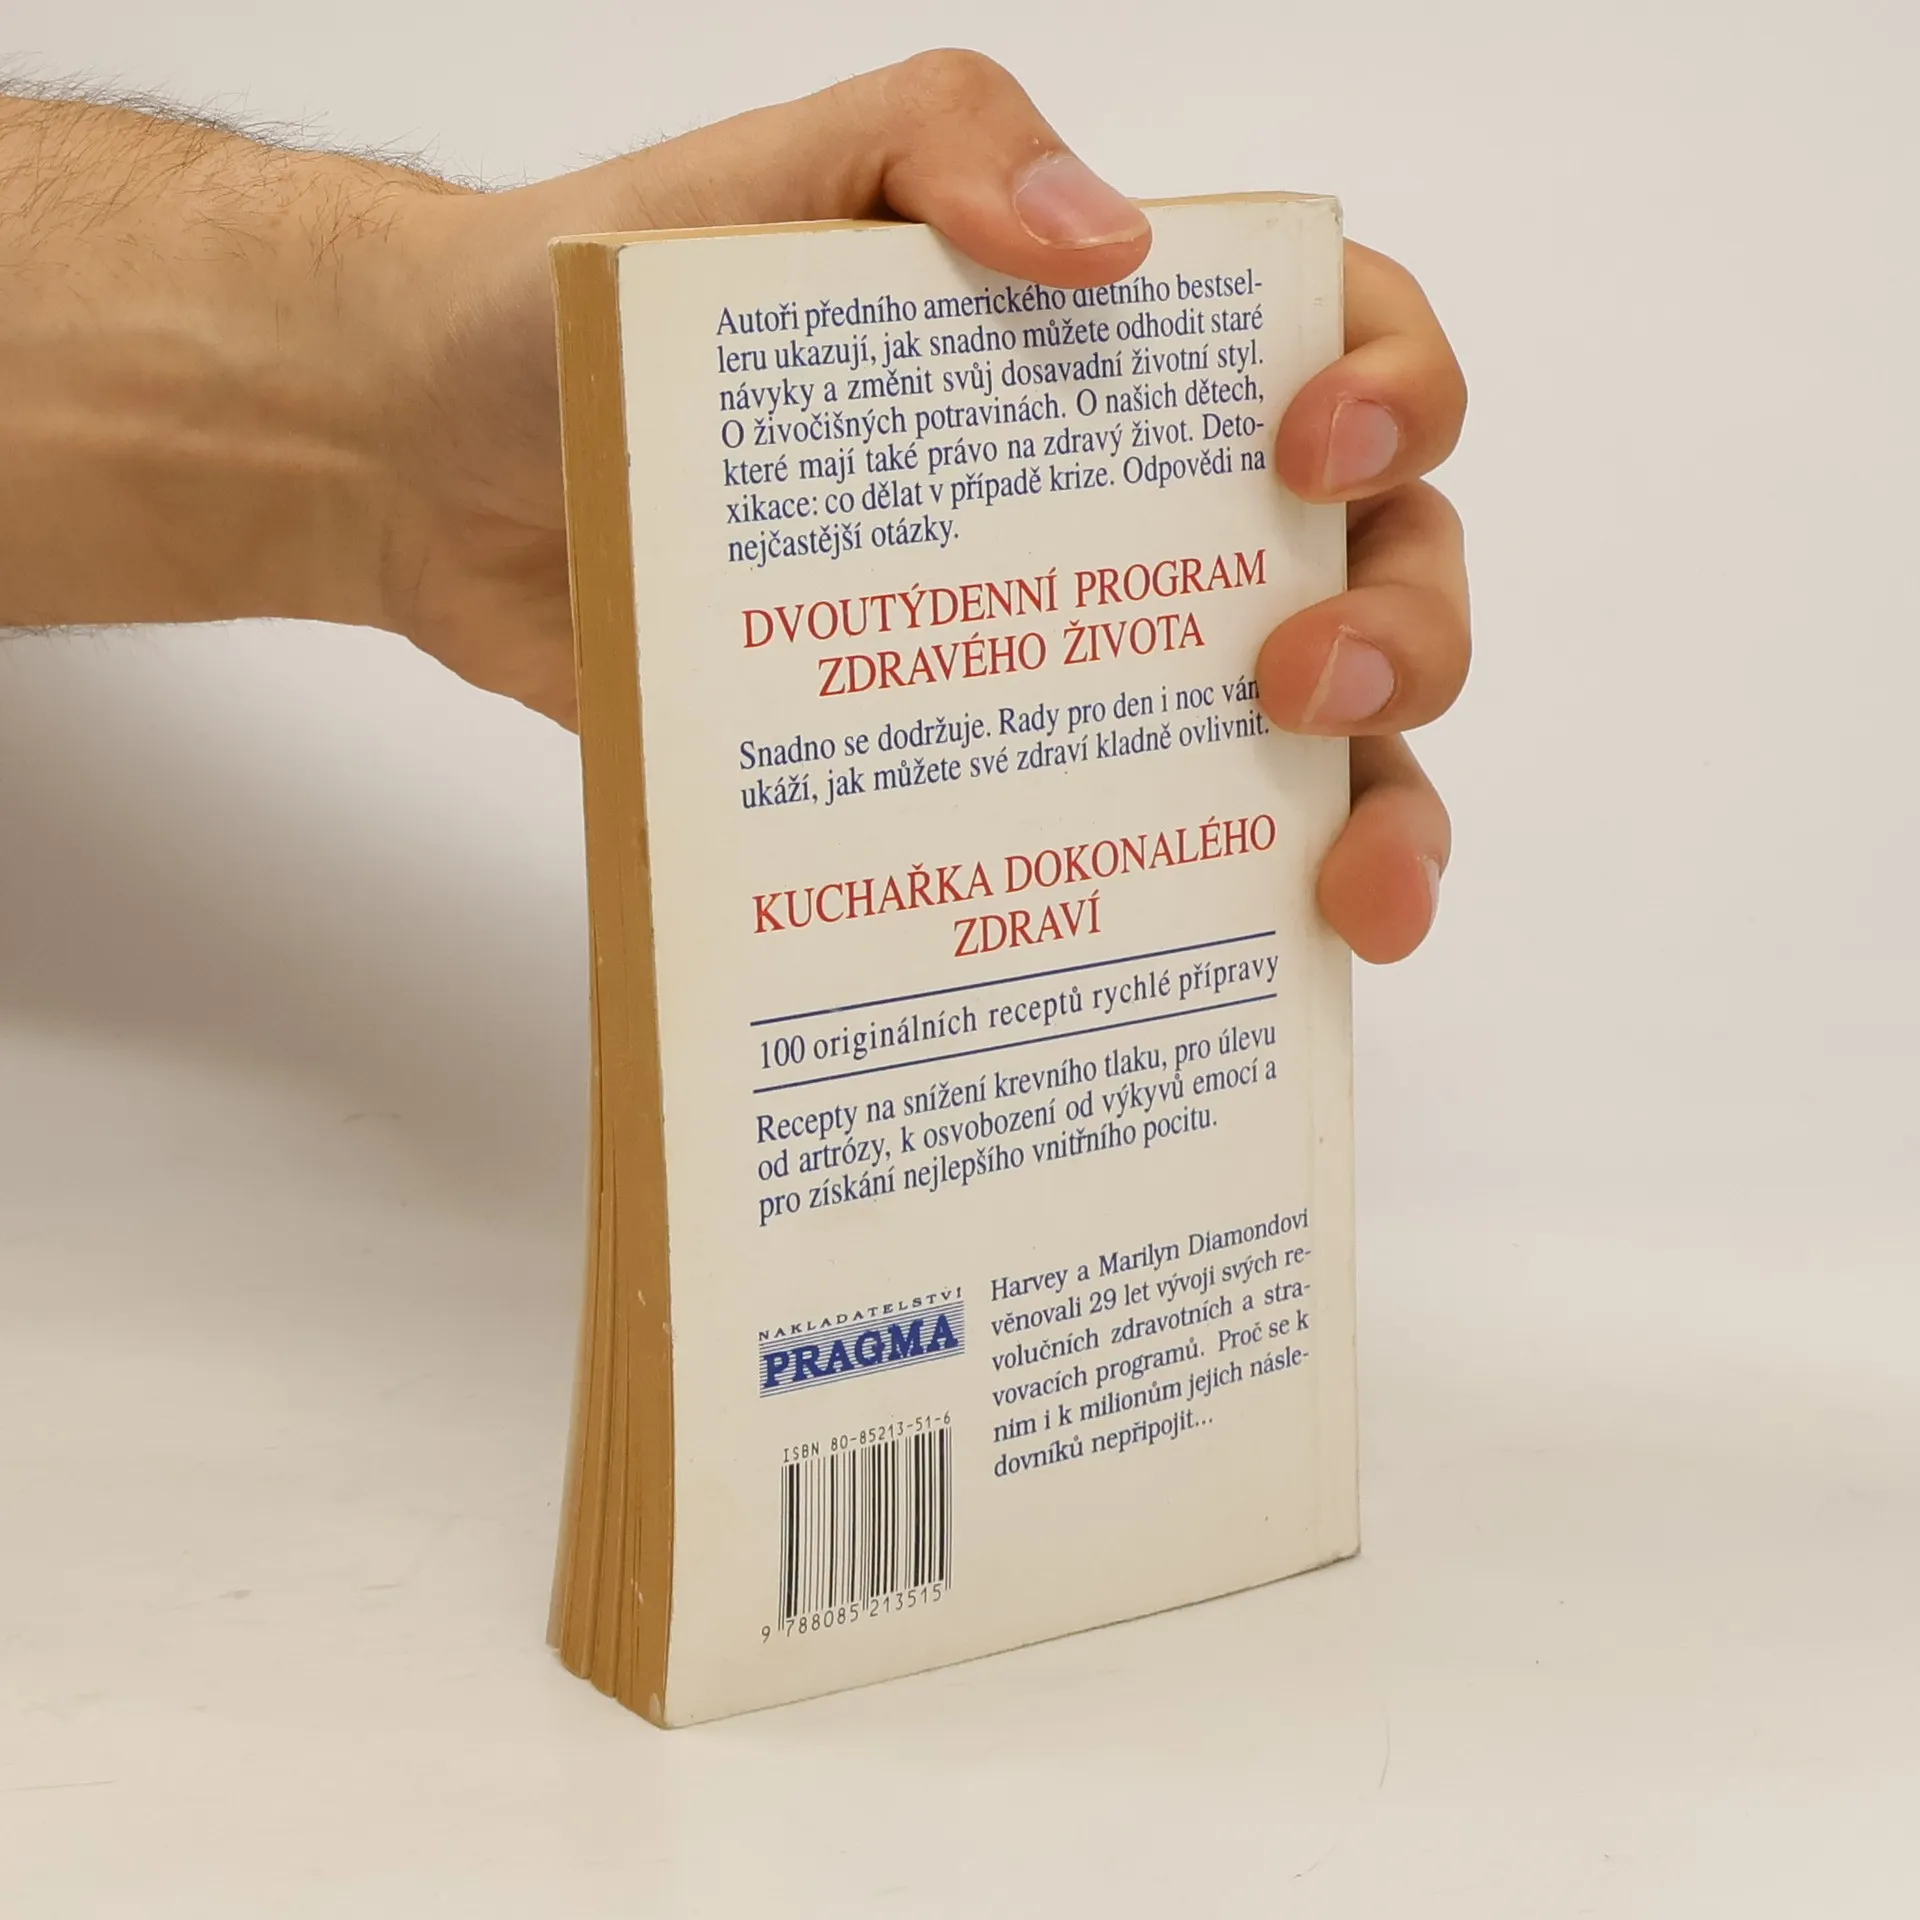 Autoři předního amerického dietního bestsel-
leru ukazují, jak snadno můžete odhodit staré
návyky a změnit svůj dosavadní životní styl.
O živočišných potravinách. O našich dětech,
které mají také právo na zdravý život. Deto-
xikace: co dělat v případě krize. Odpovědi na
nejčastější otázky.
DVOUTÝDENNÍ PROGRAM
ZDRAVÉHO ŽIVOTA
Snadno se dodržuje. Rady pro den i noc vám
ukáží, jak můžete své zdraví kladně ovlivnit.
KUCHAŘKA DOKONALÉHO
ZDRAVÍ
100 originálních receptů rychlé přípravy
Recepty na snížení krevního tlaku, pro úlevu
od artrózy, k osvobození od výkyvů emocí a
pro získání nejlepšího vnitřního pocitu.
NAKLADATELSTVÍ
PRAGMA
Harvey a Marilyn Diamondovi
věnovali 29 let vývoji svých re-
volučních zdravotních a stra-
vovacích programů. Proč se k
nim i k milionům jejich násle-
dovníků nepřipojit...
ISBN 80-85213-51-6
9 788085 213515